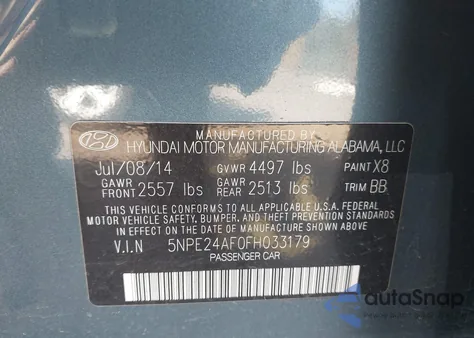 MANUFACTURED BY
HYUNDAI MOTOR MANUFACTURING ALABAMA, LLC
Jul/08/14 GVWR 4497 lbs PAINT X8
GAWR FRONT 2557 lbs GAWR REAR 2513 lbs TRIM BB
THIS VEHICLE CONFORMS TO ALL APPLICABLE U.S.A. FEDERAL
MOTOR VEHICLE SAFETY, BUMPER, AND THEFT PREVENTION STANDARDS
IN EFFECT ON THE DATE OF MANUFACTURE SHOWN ABOVE.
V.I.N : 5NPE24AF0FH033179
PASSENGER CAR
autaSnap